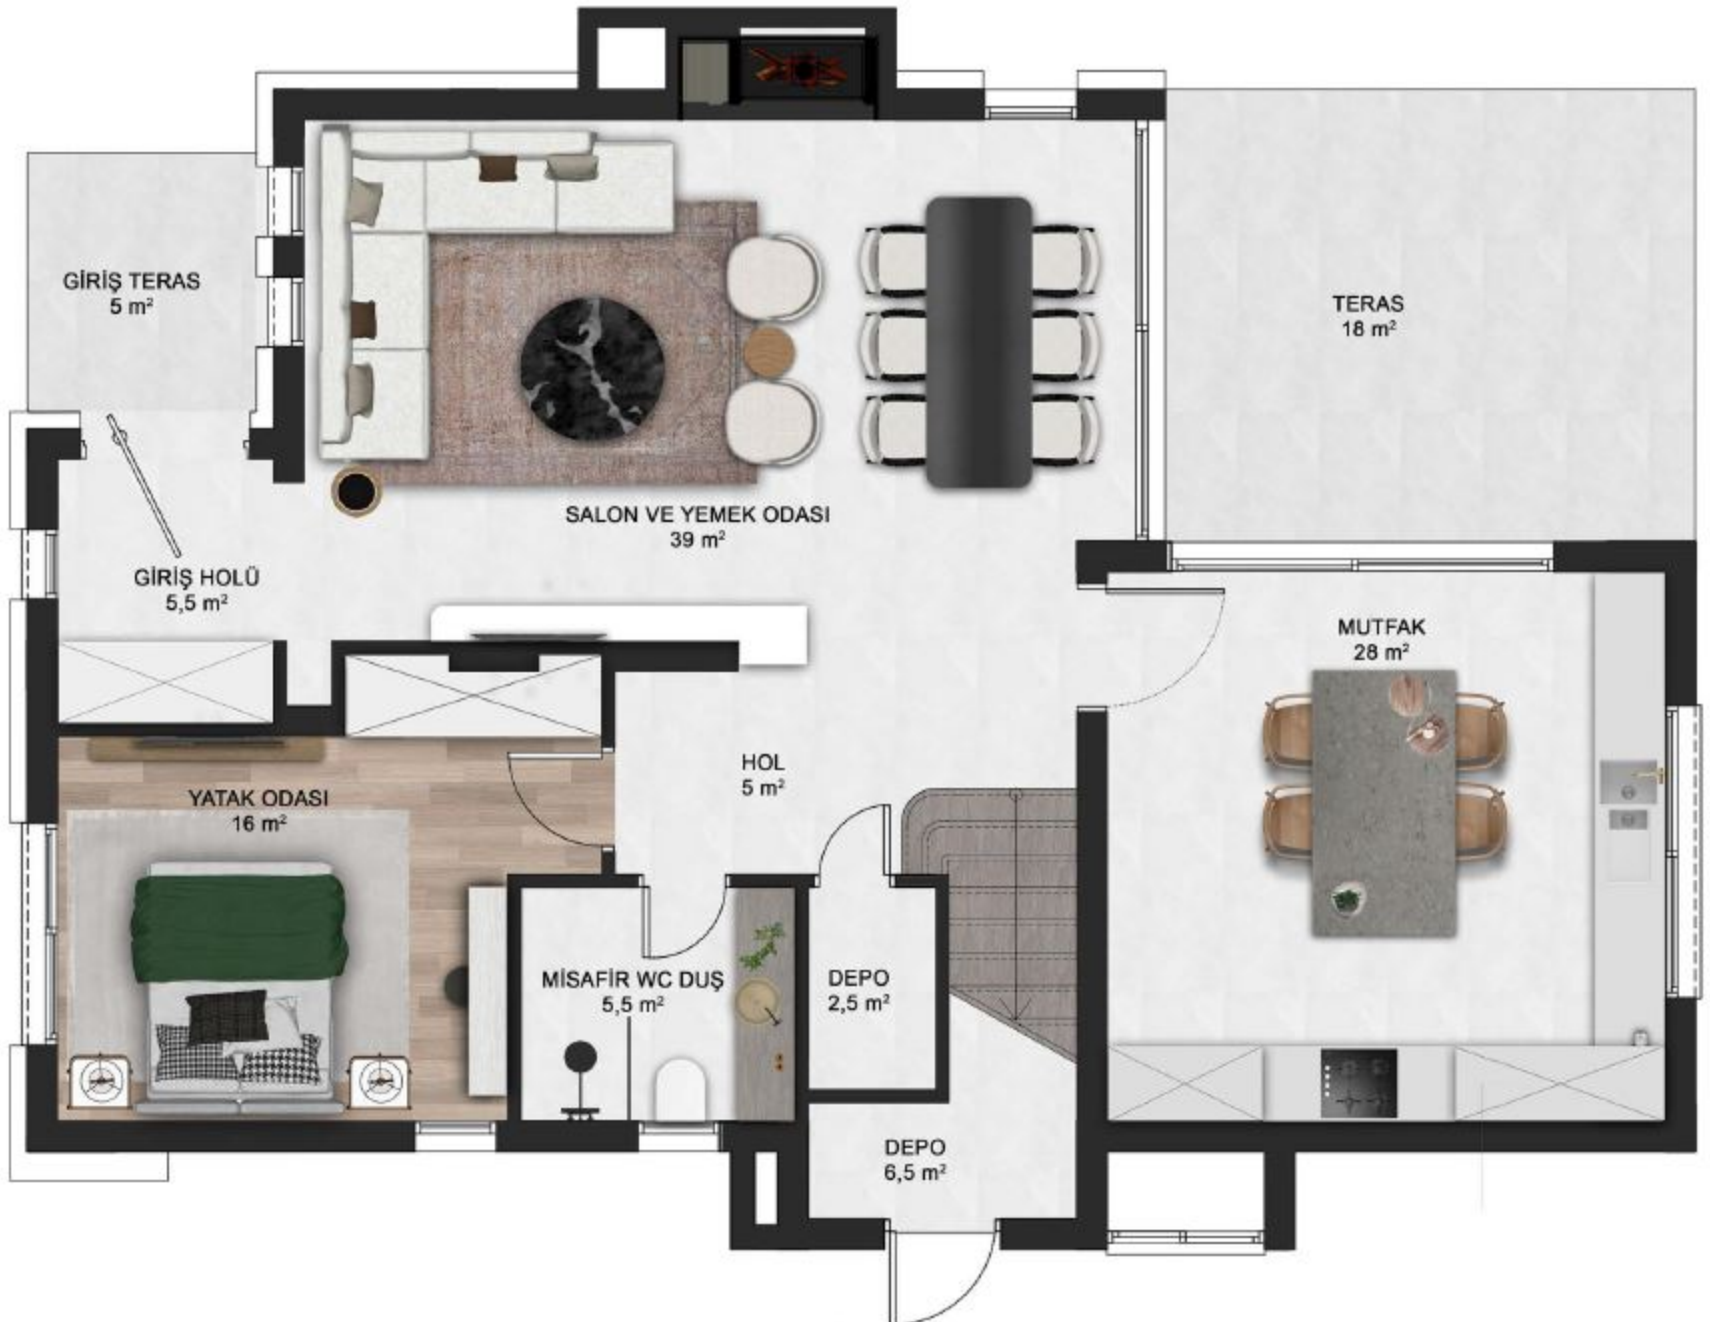 GİRİŞ TERAS
5 m²
TERAS
18 m²
SALON VE YEMEK ODASI
39 m²
GİRİŞ HOLÜ
5,5 m²
MUTFAK
28 m²
HOL
5 m²
YATAK ODASI
16 m²
MİSAFİR WC DUŞ
5,5 m²
DEPO
2,5 m²
DEPO
6,5 m²